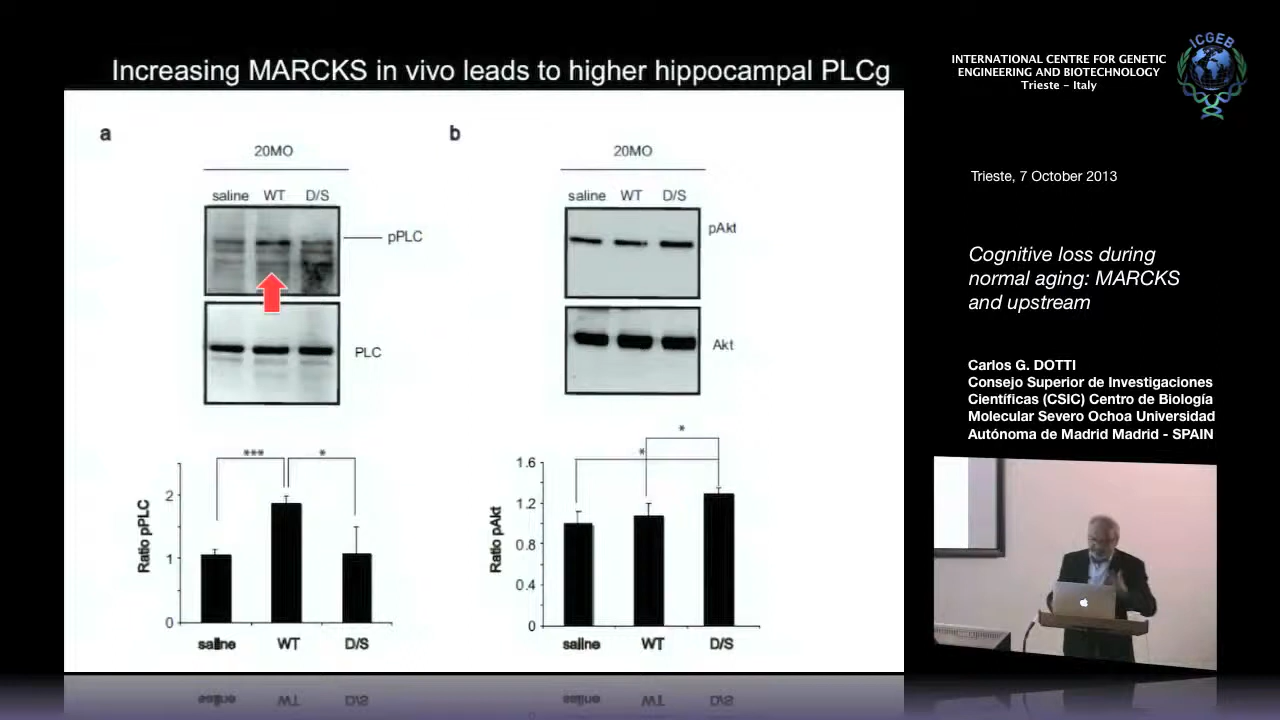 Increasing MARCKS in vivo leads to higher hippocampal PLCg
a
20MO
saline WT D/S
pPLC
PLC
*** *
2
1
0
Ratio pPLC
saline WT D/S
b
20MO
saline WT D/S
pAkt
Akt
*
*
1.6
1.2
0.8
0.4
0
Ratio pAkt
saline WT D/S
INTERNATIONAL CENTRE FOR GENETIC
ENGINEERING AND BIOTECHNOLOGY
Trieste - Italy
ICGEB
Trieste, 7 October 2013
Cognitive loss during
normal aging: MARCKS
and upstream
Carlos G. DOTTI
Consejo Superior de Investigaciones
Científicas (CSIC) Centro de Biología
Molecular Severo Ochoa Universidad
Autónoma de Madrid Madrid - SPAIN